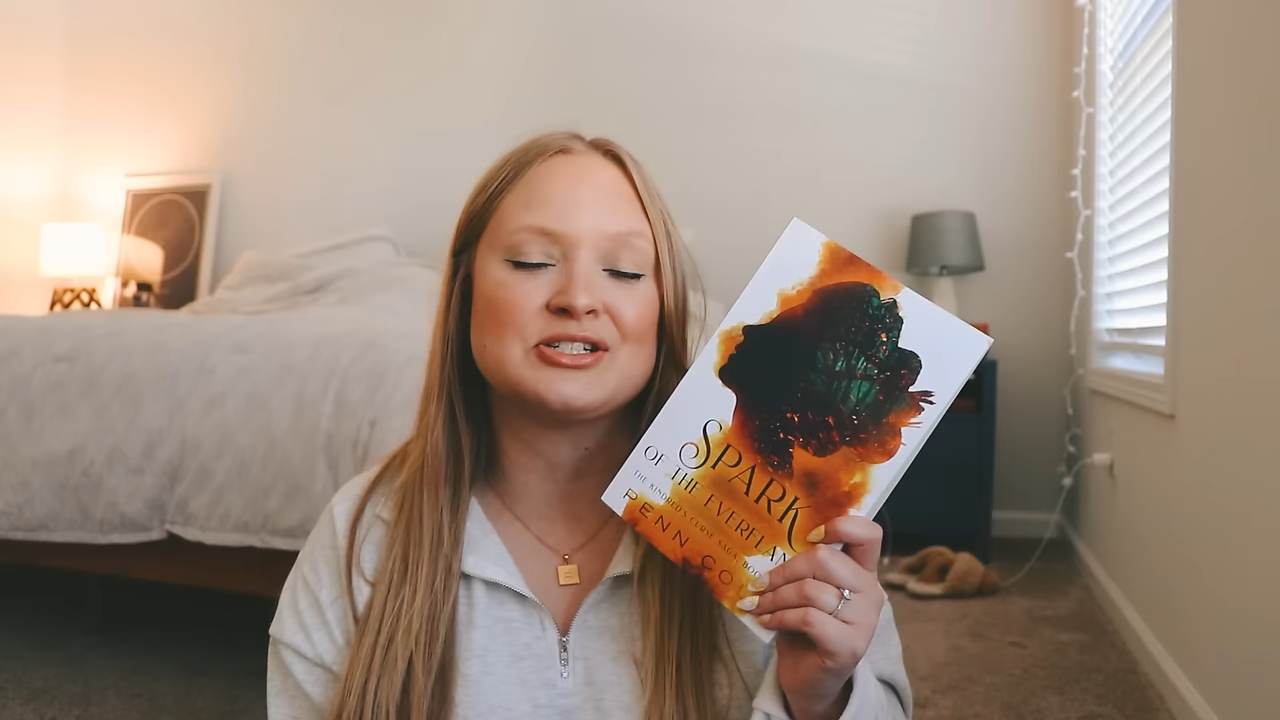 SPARK
OF THE EVERFLAM
THE KINDRED'S CURSE SAGA, BOO
PENN CO